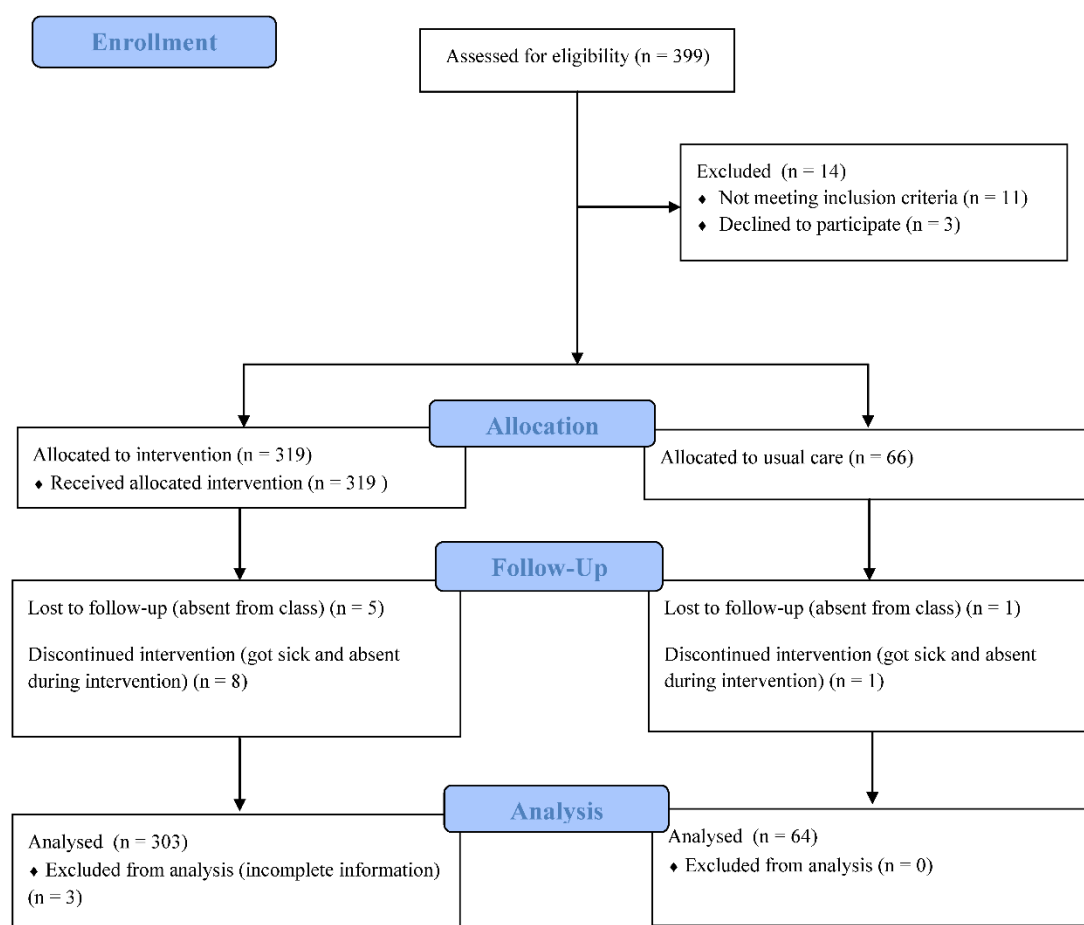 Enrollment
Assessed for eligibility (n = 399)
Excluded (n = 14)
♦ Not meeting inclusion criteria (n = 11)
♦ Declined to participate (n = 3)
Allocation
Allocated to intervention (n = 319)
♦ Received allocated intervention (n = 319 )
Allocated to usual care (n = 66)
Follow-Up
Lost to follow-up (absent from class) (n = 5)
Discontinued intervention (got sick and absent
during intervention) (n = 8)
Lost to follow-up (absent from class) (n = 1)
Discontinued intervention (got sick and absent
during intervention) (n = 1)
Analysis
Analysed (n = 303)
♦ Excluded from analysis (incomplete information)
(n = 3)
Analysed (n = 64)
♦ Excluded from analysis (n = 0)